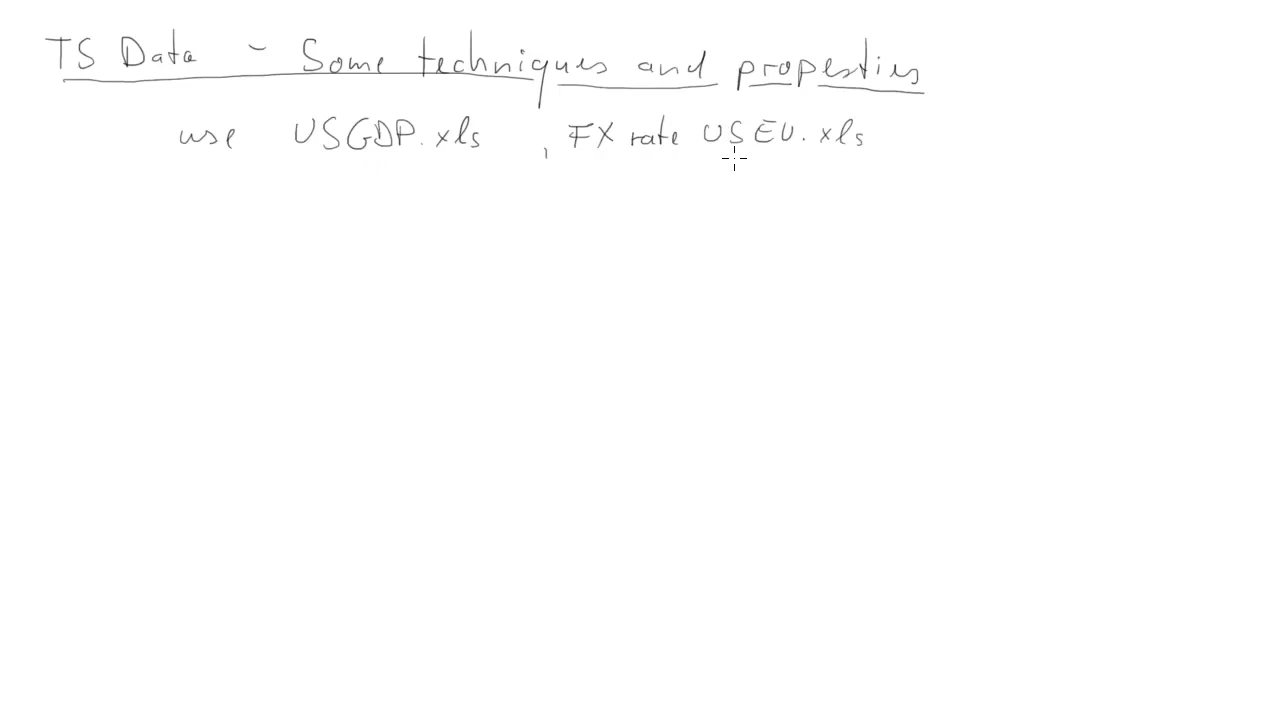 TS Data - Some techniques and properties
use USGDP.xls , FX rate USEU.xls